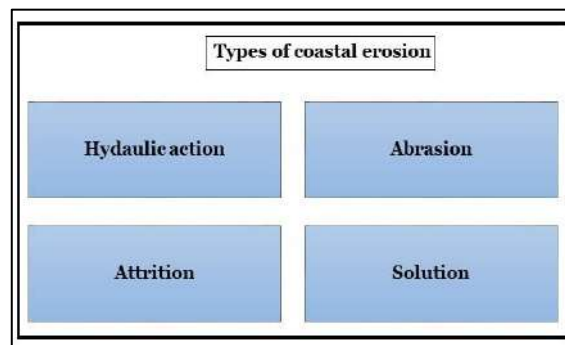 Types of coastal erosion
Hydaulic action
Abrasion
Attrition
Solution